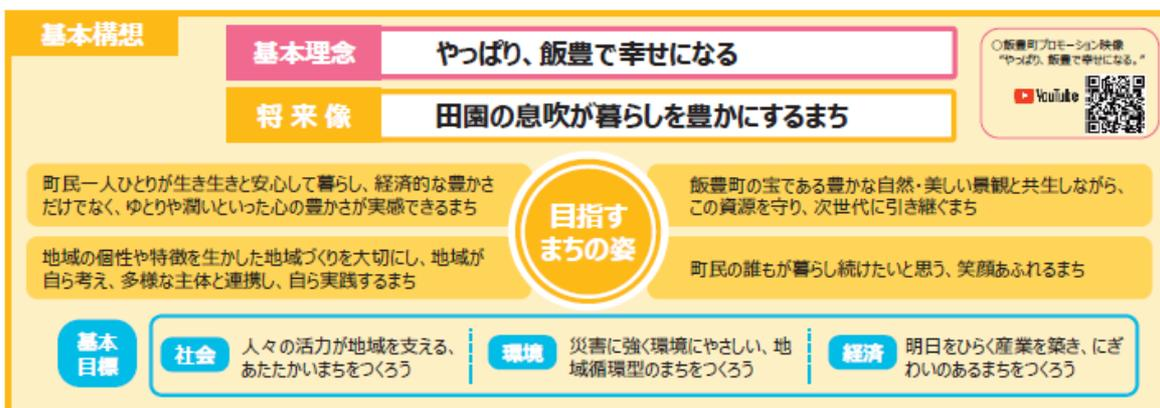 基本構想
基本理念
やっぱり、飯豊で幸せになる
将来像
田園の息吹が暮らしを豊かにするまち
○飯豊町プロモーション映像
"やっぱり、飯豊で幸せになる。"
YouTube
町民一人ひとりが生き生きと安心して暮らし、経済的な豊かさ
だけでなく、ゆとりや潤いといった心の豊かさが実感できるまち
地域の個性や特徴を生かした地域づくりを大切にし、地域が
自ら考え、多様な主体と連携し、自ら実践するまち
目指す
まちの姿
飯豊町の宝である豊かな自然・美しい景観と共生しながら、
この資源を守り、次世代に引き継ぐまち
町民の誰もが暮らし続けたいと思う、笑顔あふれるまち
基本
目標
社会
人々の活力が地域を支える、
あたたかいまちをつくろう
環境
災害に強く環境にやさしい、地
域循環型のまちをつくろう
経済
明日をひらく産業を築き、にぎ
わいのあるまちをつくろう